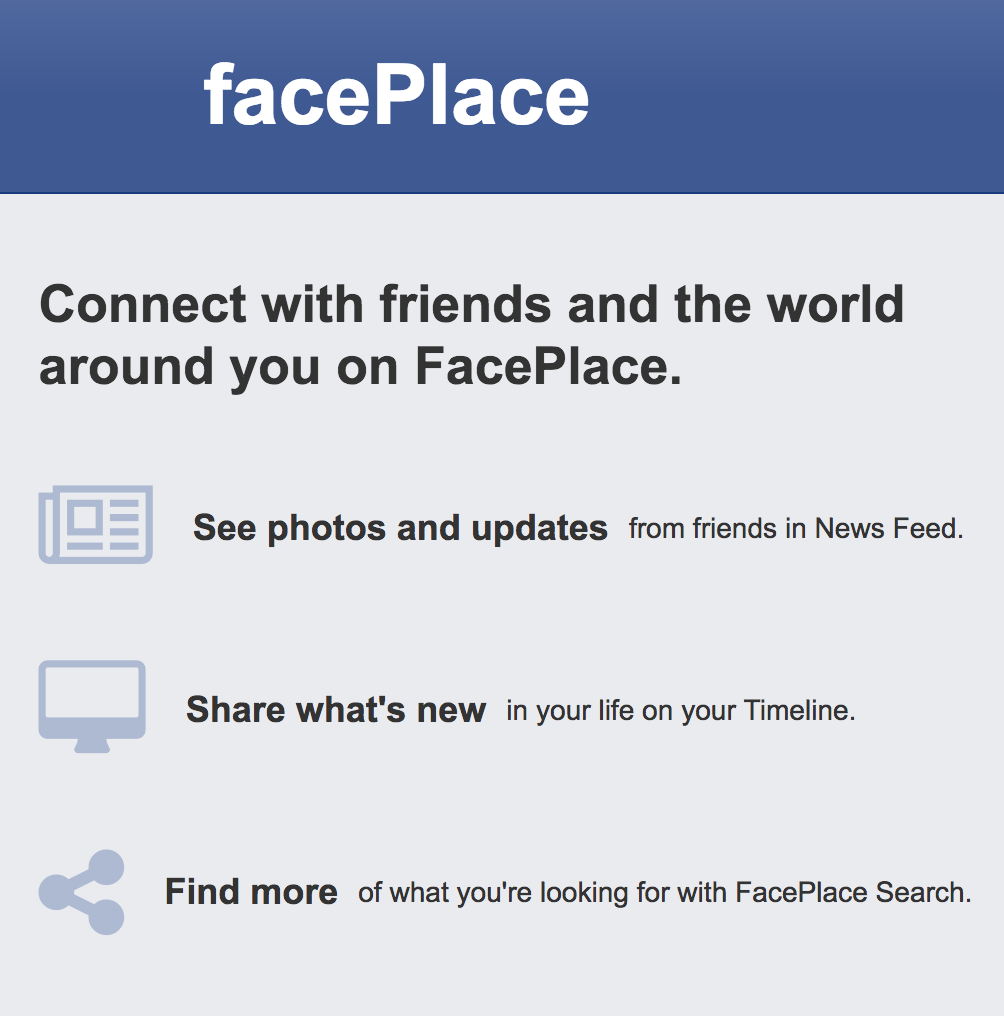 facePlace
Connect with friends and the world
around you on FacePlace.
See photos and updates from friends in News Feed.
Share what's new in your life on your Timeline.
Find more of what you're looking for with FacePlace Search.